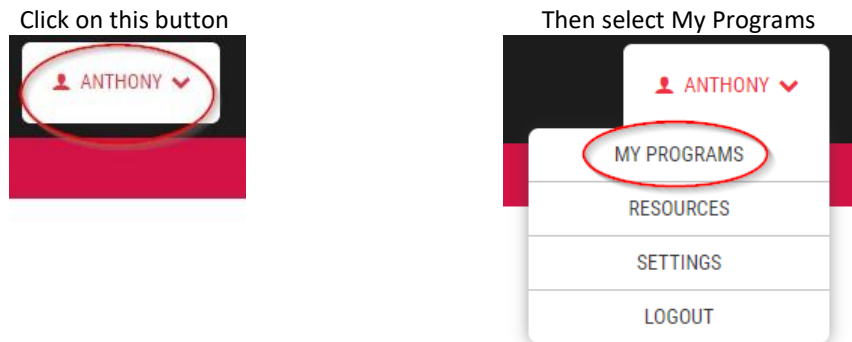 Click on this button
ANTHONY
Then select My Programs
ANTHONY
MY PROGRAMS
RESOURCES
SETTINGS
LOGOUT